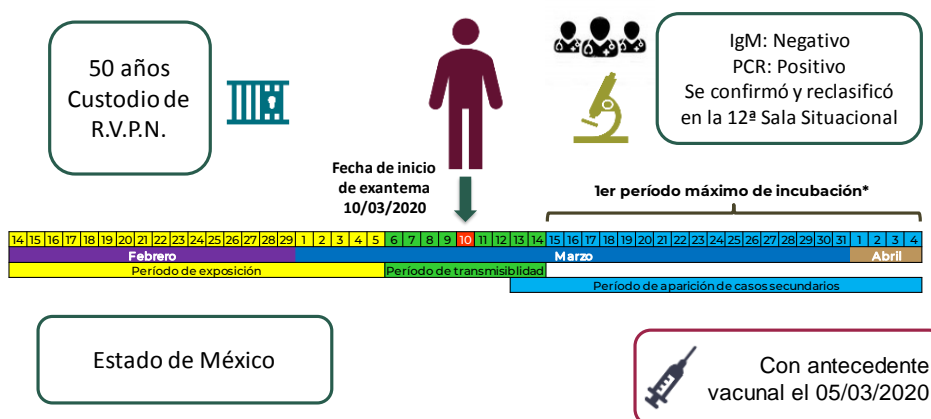 50 años
Custodio de
R.V.P.N.
IgM: Negativo
PCR: Positivo
Se confirmó y reclasificó
en la 12ª Sala Situacional
Fecha de inicio
de exantema
10/03/2020
1er período máximo de incubación*
14 15 16 17 18 19 20 21 22 23 24 25 26 27 28 29 1 2 3 4 5 6 7 8 9 10 11 12 13 14 15 16 17 18 19 20 21 22 23 24 25 26 27 28 29 30 31 1 2 3 4
Febrero Marzo Abril
Período de exposición Período de transmisiblidad
Período de aparición de casos secundarios
Estado de México
Con antecedente
vacunal el 05/03/2020